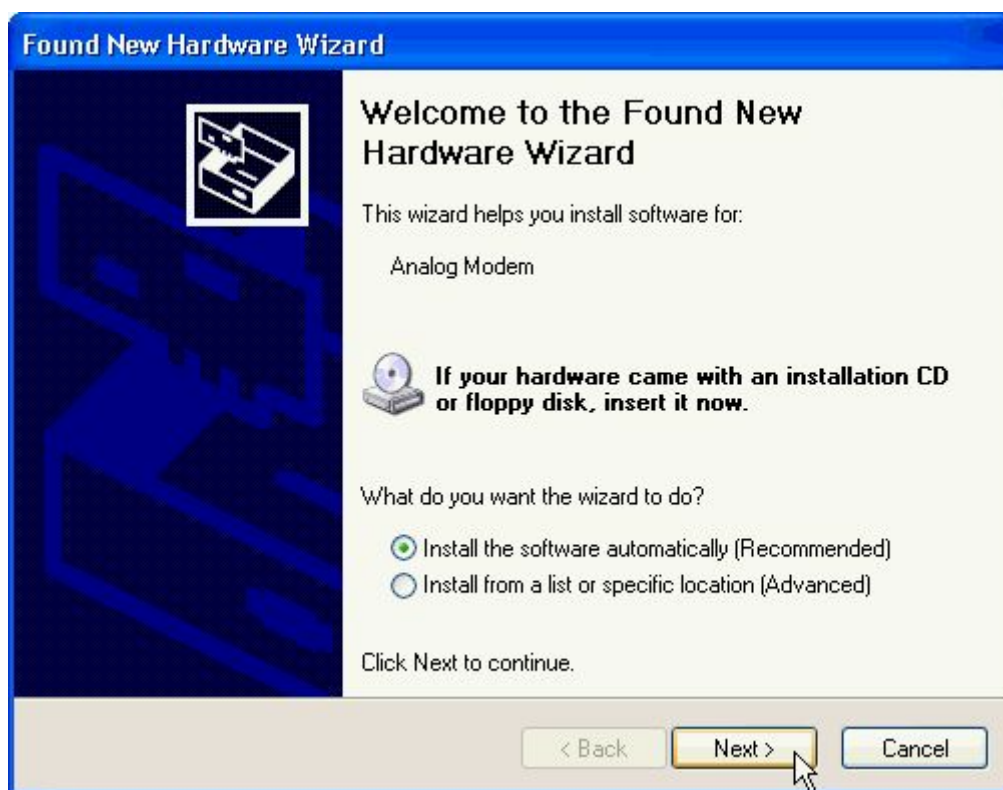 Found New Hardware Wizard
Welcome to the Found New
Hardware Wizard
This wizard helps you install software for:
Analog Modem
If your hardware came with an installation CD
or floppy disk, insert it now.
What do you want the wizard to do?
Install the software automatically (Recommended)
Install from a list or specific location (Advanced)
Click Next to continue.
< Back Next > Cancel